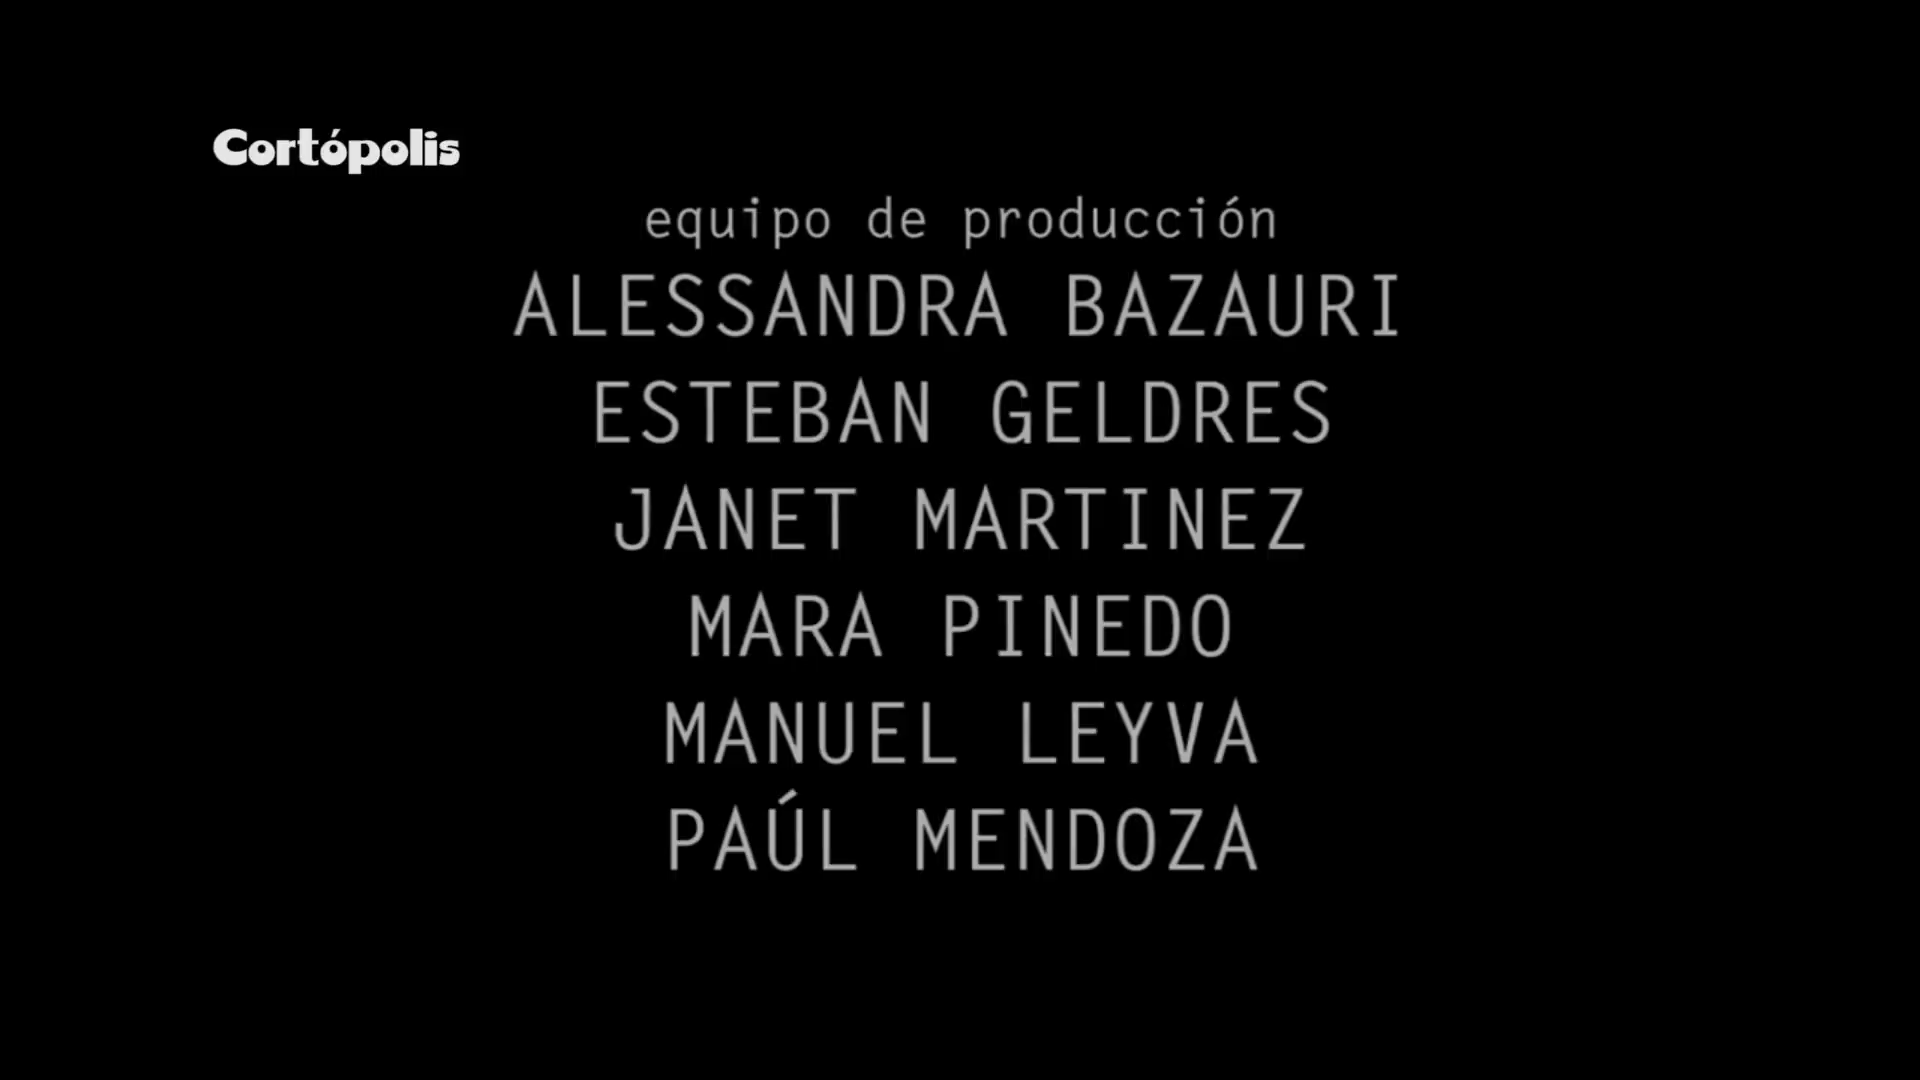 Cortópolis
equipo de producción
ALESSANDRA BAZAURI
ESTEBAN GELDRES
JANET MARTINEZ
MARA PINEDO
MANUEL LEYVA
PAÚL MENDOZA